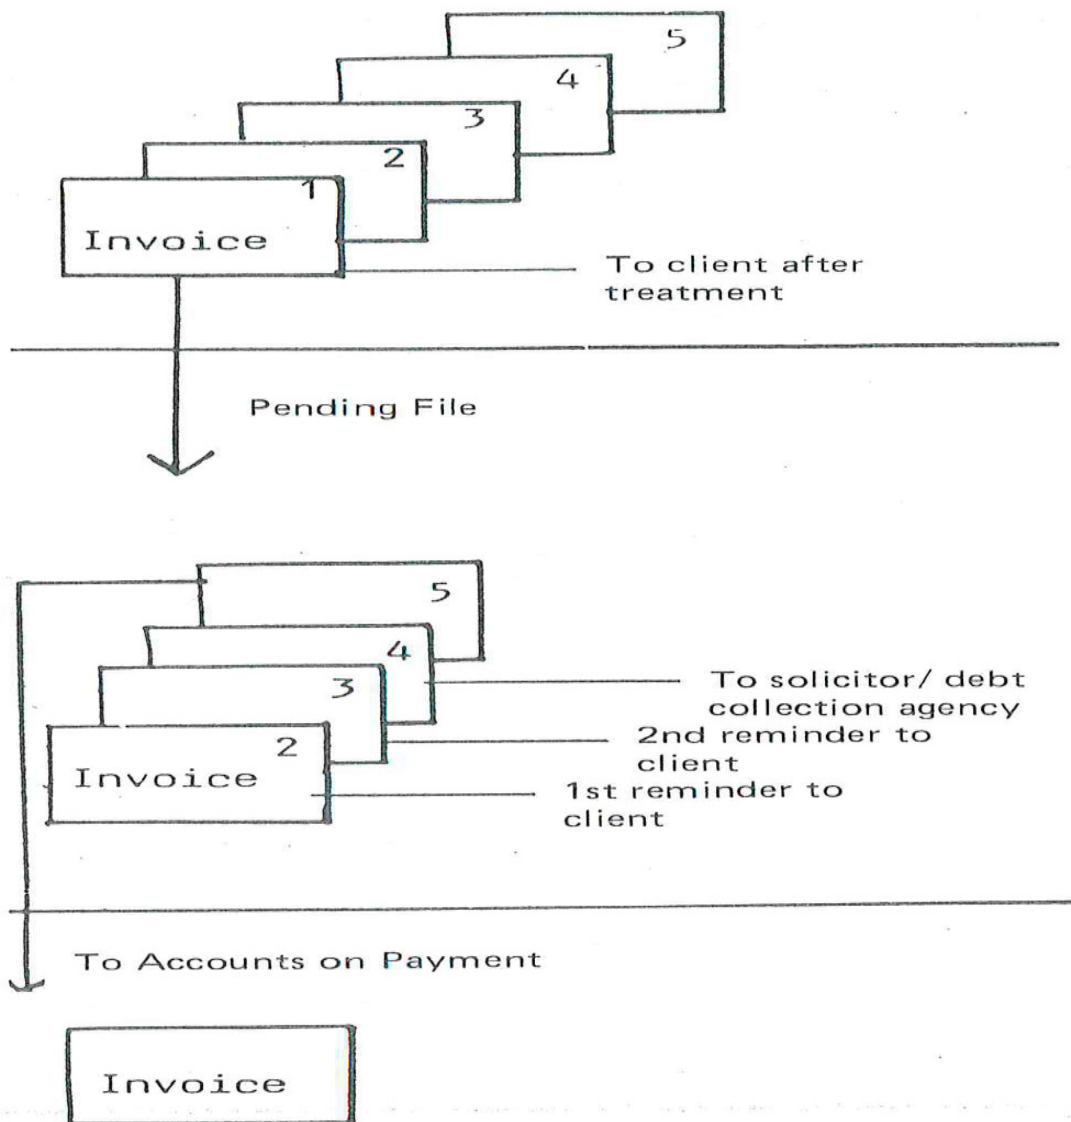 5
4
3
2
1
Invoice
To client after
treatment
Pending File
5
4
3
2
Invoice
To solicitor/ debt
collection agency
2nd reminder to
client
1st reminder to
client
To Accounts on Payment
Invoice